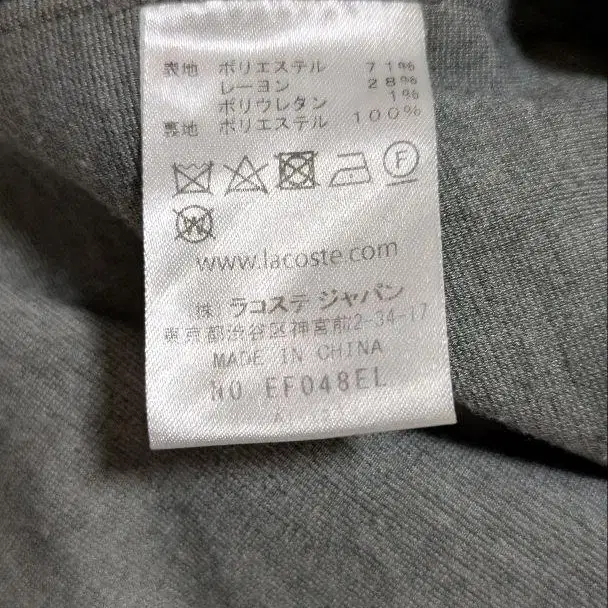 表地 ポリエステル 71%
レーヨン 28%
ポリウレタン 1%
裏地 ポリエステル 100%
F
W
www.lacoste.com
(株) ラコステ ジャパン
東京都渋谷区神宮前2-34-17
MADE IN CHINA
NO EF048EL